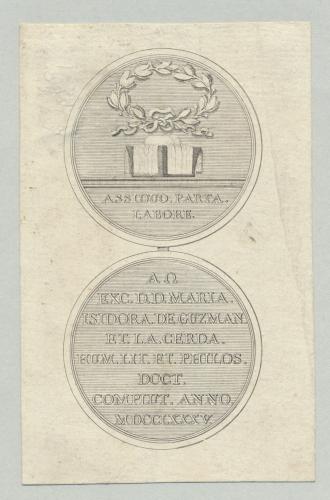 ASSIDUO. PARTA.
LABORE.
A Ω
EXC. D. D. MARIA.
ISIDORA. DE GUZMAN.
ET LA. CERDA.
HUM. LIT. ET. PHILOS.
DOCT.
COMPLUT. ANNO.
MDCCLXXXV.